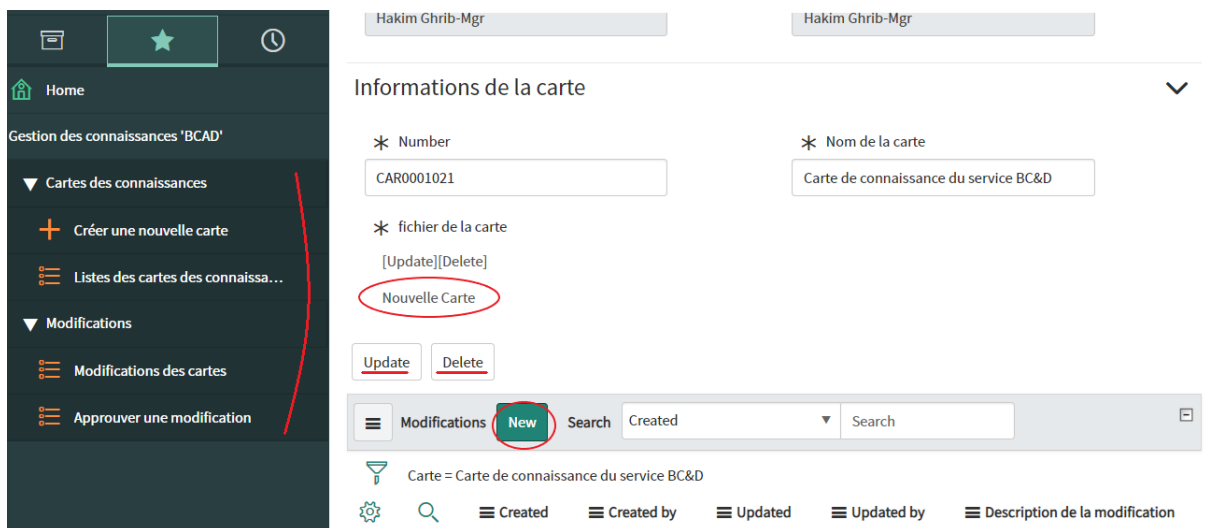 Home
Gestion des connaissances 'BCAD'
Cartes des connaissances
Créer une nouvelle carte
Listes des cartes des connaissa...
Modifications
Modifications des cartes
Approuver une modification
Hakim Ghrib-Mgr Hakim Ghrib-Mgr
Informations de la carte
Number Nom de la carte
CAR0001021 Carte de connaissance du service BC&D
fichier de la carte
[Update][Delete]
Nouvelle Carte
Update Delete
Modifications New Search Created Search
Carte = Carte de connaissance du service BC&D
Created Created by Updated Updated by Description de la modification